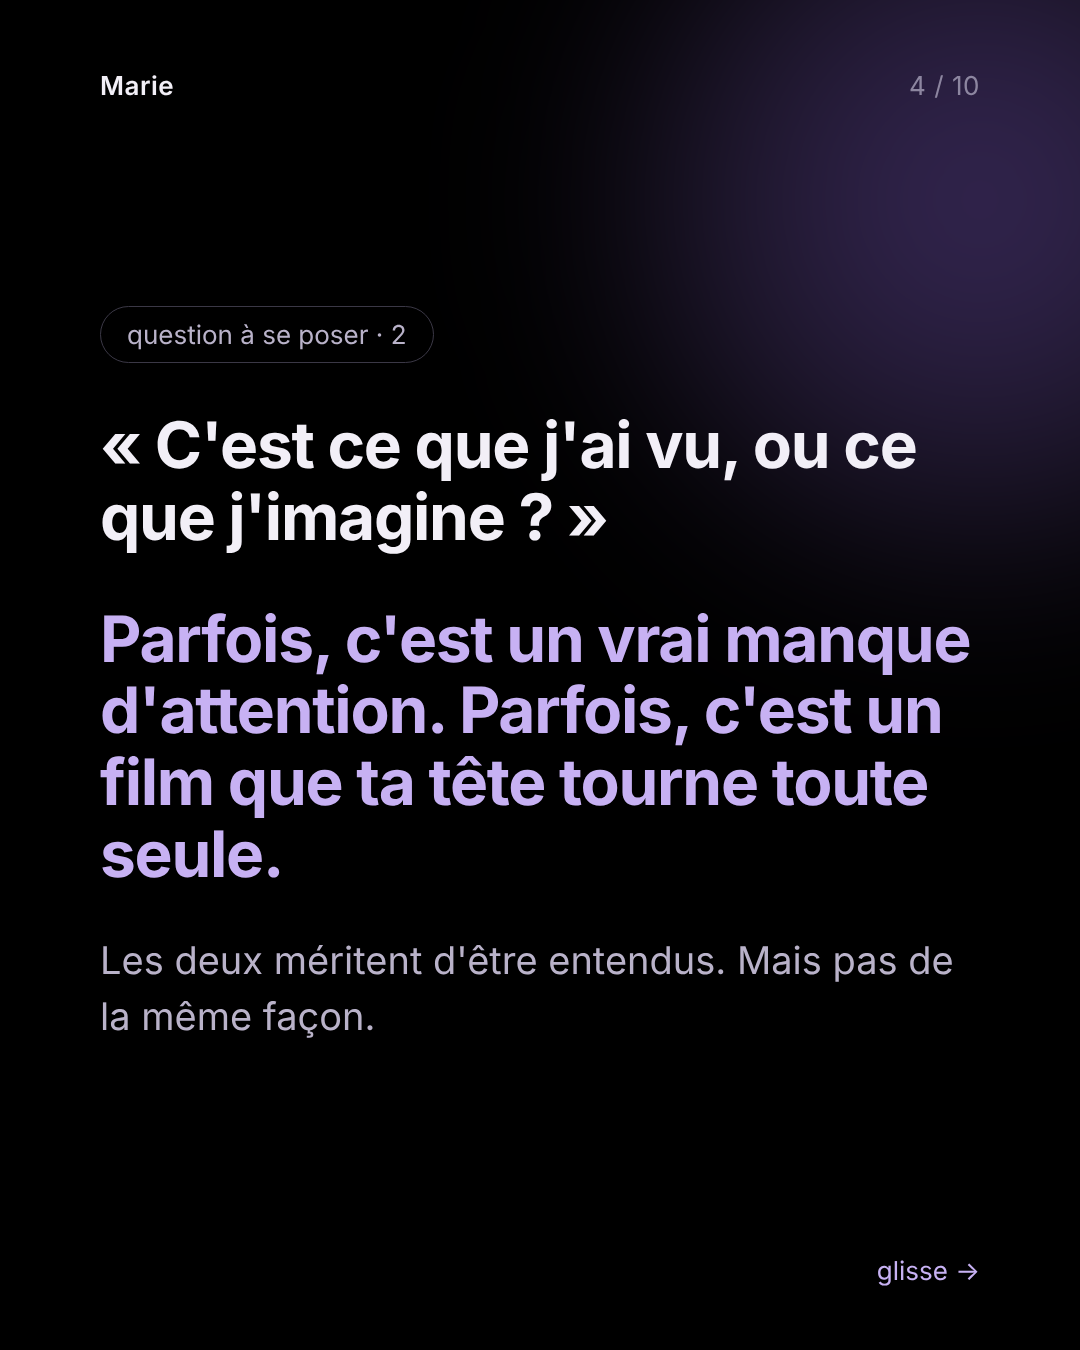 Marie
4 / 10
question à se poser · 2
« C'est ce que j'ai vu, ou ce
que j'imagine ? »
Parfois, c'est un vrai manque
d'attention. Parfois, c'est un
film que ta tête tourne toute
seule.
Les deux méritent d'être entendus. Mais pas de
la même façon.
glisse →